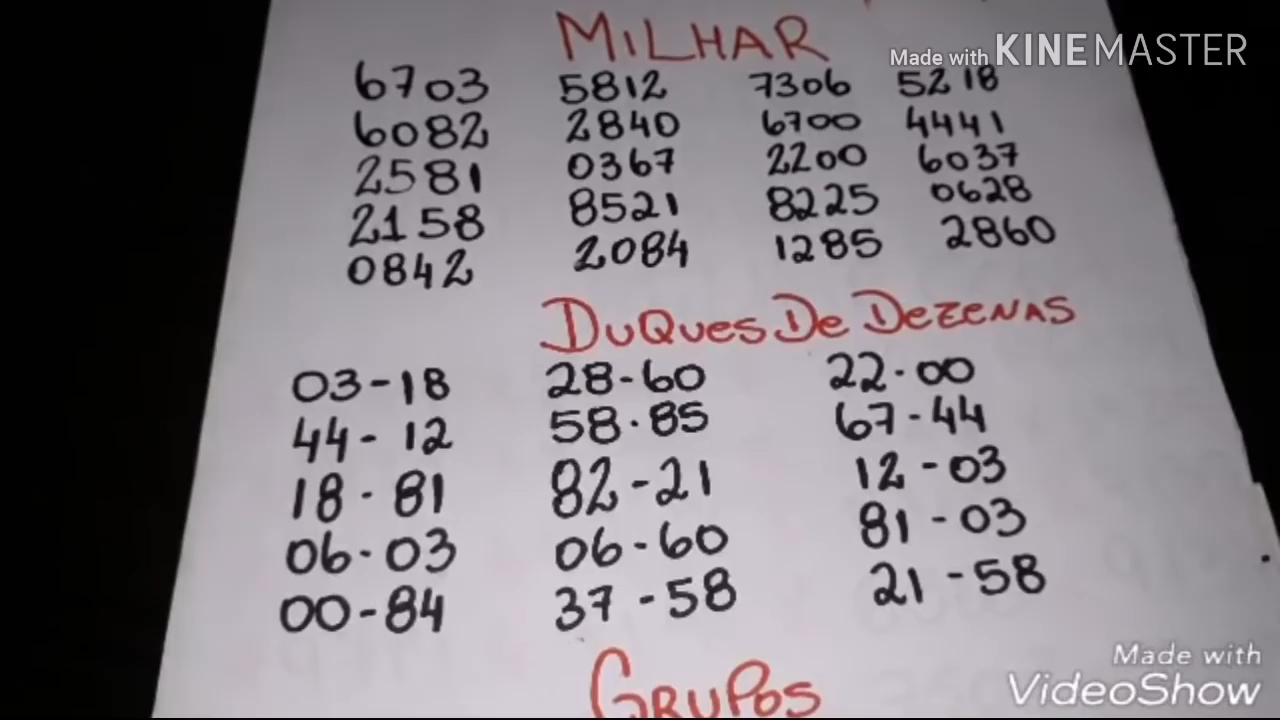 MILHAR
Made with KINEMASTER
6703 5812 7306 5218
6082 2840 6700 4441
2581 0367 2200 6037
2158 8521 8225 0628
0842 2084 1285 2860
DUQUES DE DEZENAS
03-18 28-60 22-00
44-12 58-85 67-44
18-81 82-21 12-03
06-03 06-60 81-03
00-84 37-58 21-58
GRUPOS
Made with
VideoShow